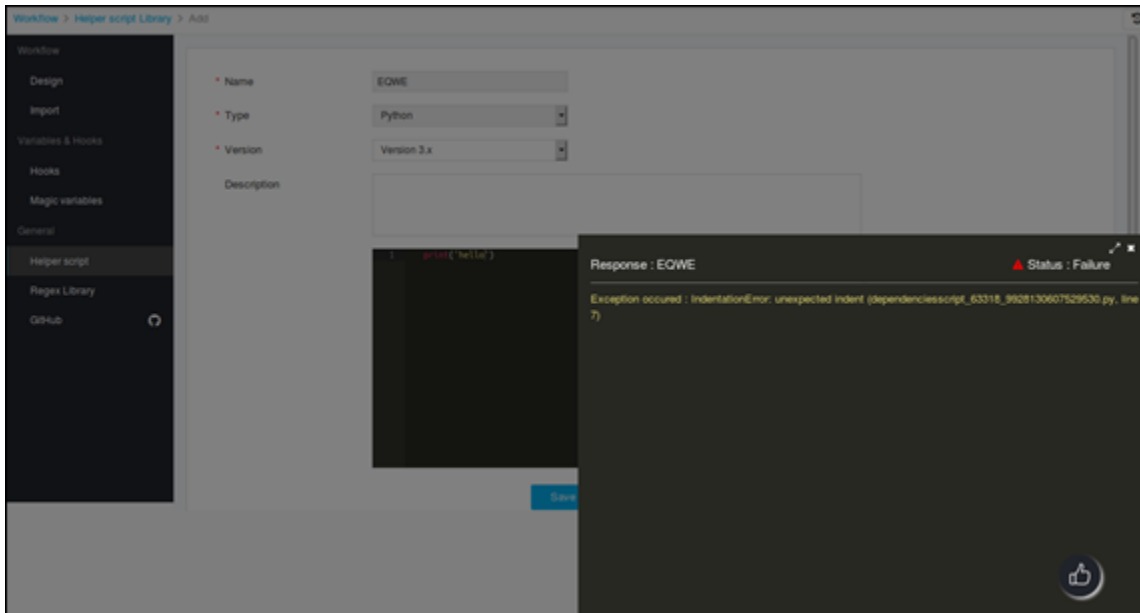 Workflow > Helper script Library > Add
Workflow
Design
Import
Variables & Hooks
Hooks
Magic variables
General
Helper script
Regex Library
GitHub
* Name
EQWE
* Type
Python
* Version
Version 3.x
Description
1 print('hello')
Save
Response : EQWE
Status : Failure
Exception occured : IndentationError: unexpected indent (dependenciesscript_63318_9928130607529530.py, line
7)